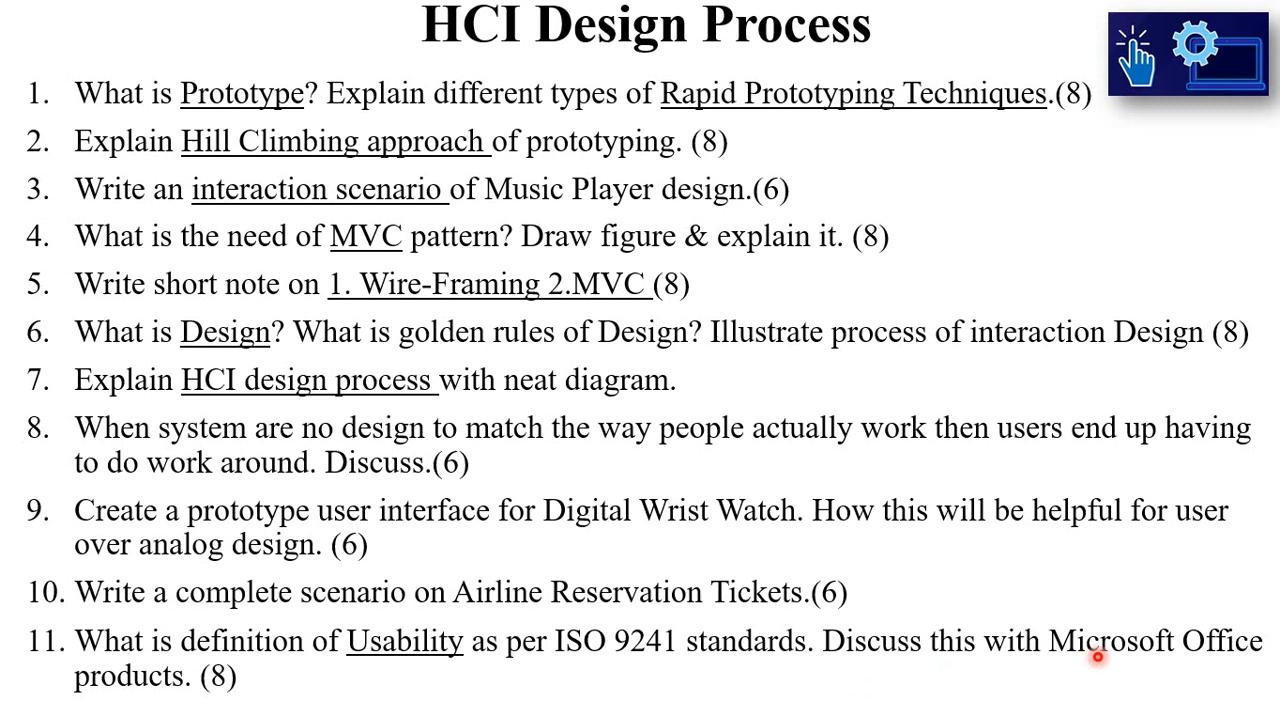 HCI Design Process
1. What is Prototype? Explain different types of Rapid Prototyping Techniques.(8)
2. Explain Hill Climbing approach of prototyping. (8)
3. Write an interaction scenario of Music Player design.(6)
4. What is the need of MVC pattern? Draw figure & explain it. (8)
5. Write short note on 1. Wire-Framing 2.MVC (8)
6. What is Design? What is golden rules of Design? Illustrate process of interaction Design (8)
7. Explain HCI design process with neat diagram.
8. When system are no design to match the way people actually work then users end up having
to do work around. Discuss.(6)
9. Create a prototype user interface for Digital Wrist Watch. How this will be helpful for user
over analog design. (6)
10. Write a complete scenario on Airline Reservation Tickets.(6)
11. What is definition of Usability as per ISO 9241 standards. Discuss this with Microsoft Office
products. (8)